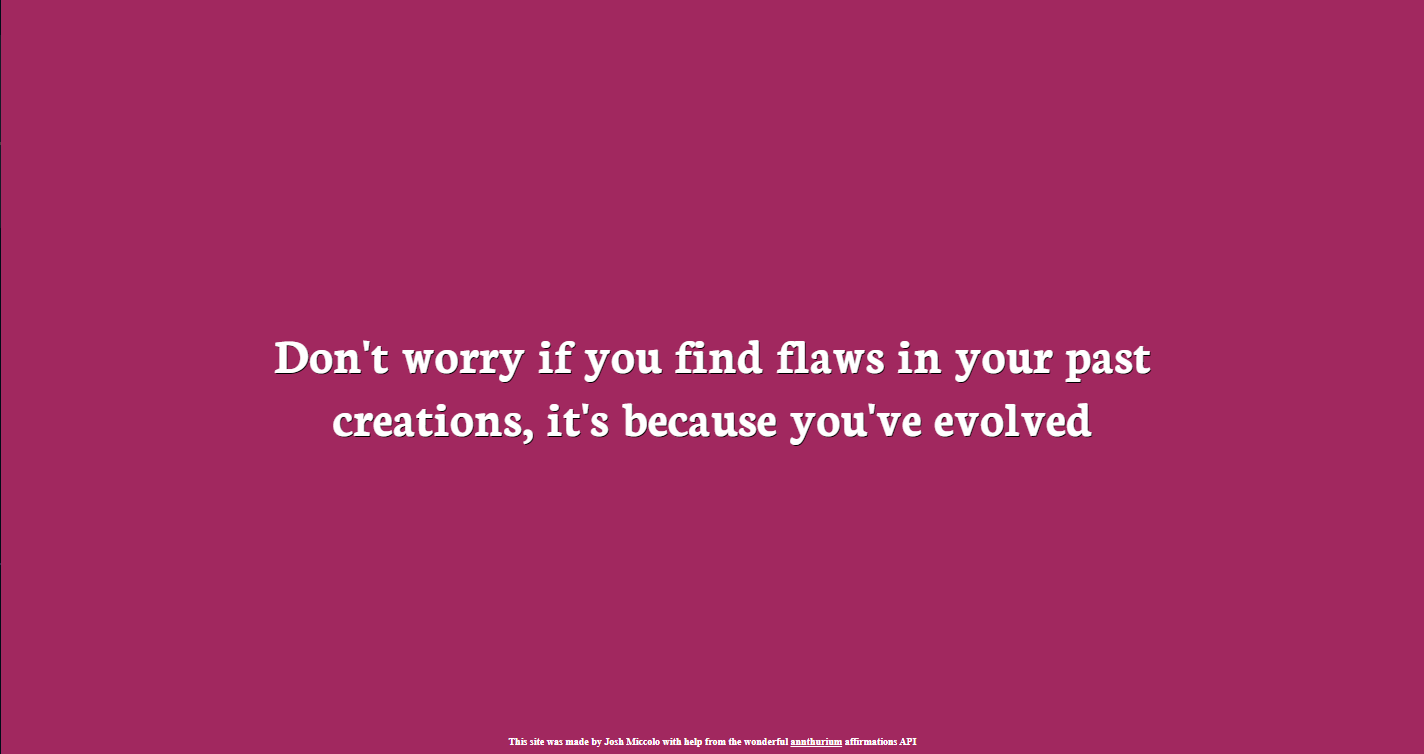 Don't worry if you find flaws in your past
creations, it's because you've evolved
This site was made by Josh Miccolo with help from the wonderful annthurium affirmations API